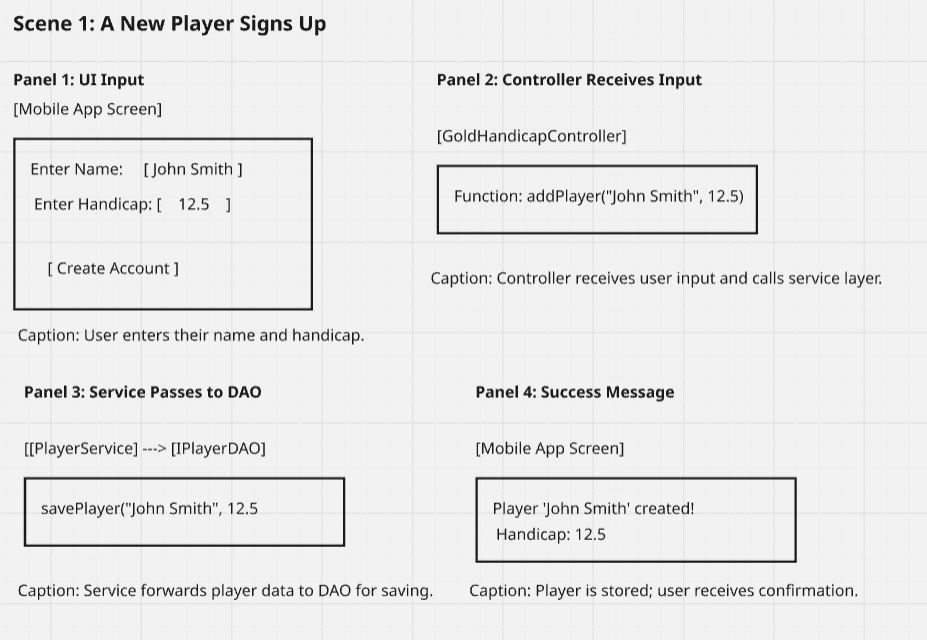 Scene 1: A New Player Signs Up
Panel 1: UI Input
[Mobile App Screen]
Enter Name: [ John Smith ]
Enter Handicap: [ 12.5 ]
[ Create Account ]
Caption: User enters their name and handicap.
Panel 2: Controller Receives Input
[GoldHandicapController]
Function: addPlayer("John Smith", 12.5)
Caption: Controller receives user input and calls service layer.
Panel 3: Service Passes to DAO
[[PlayerService] ---> [IPlayerDAO]
savePlayer("John Smith", 12.5
Caption: Service forwards player data to DAO for saving.
Panel 4: Success Message
[Mobile App Screen]
Player 'John Smith' created!
Handicap: 12.5
Caption: Player is stored; user receives confirmation.